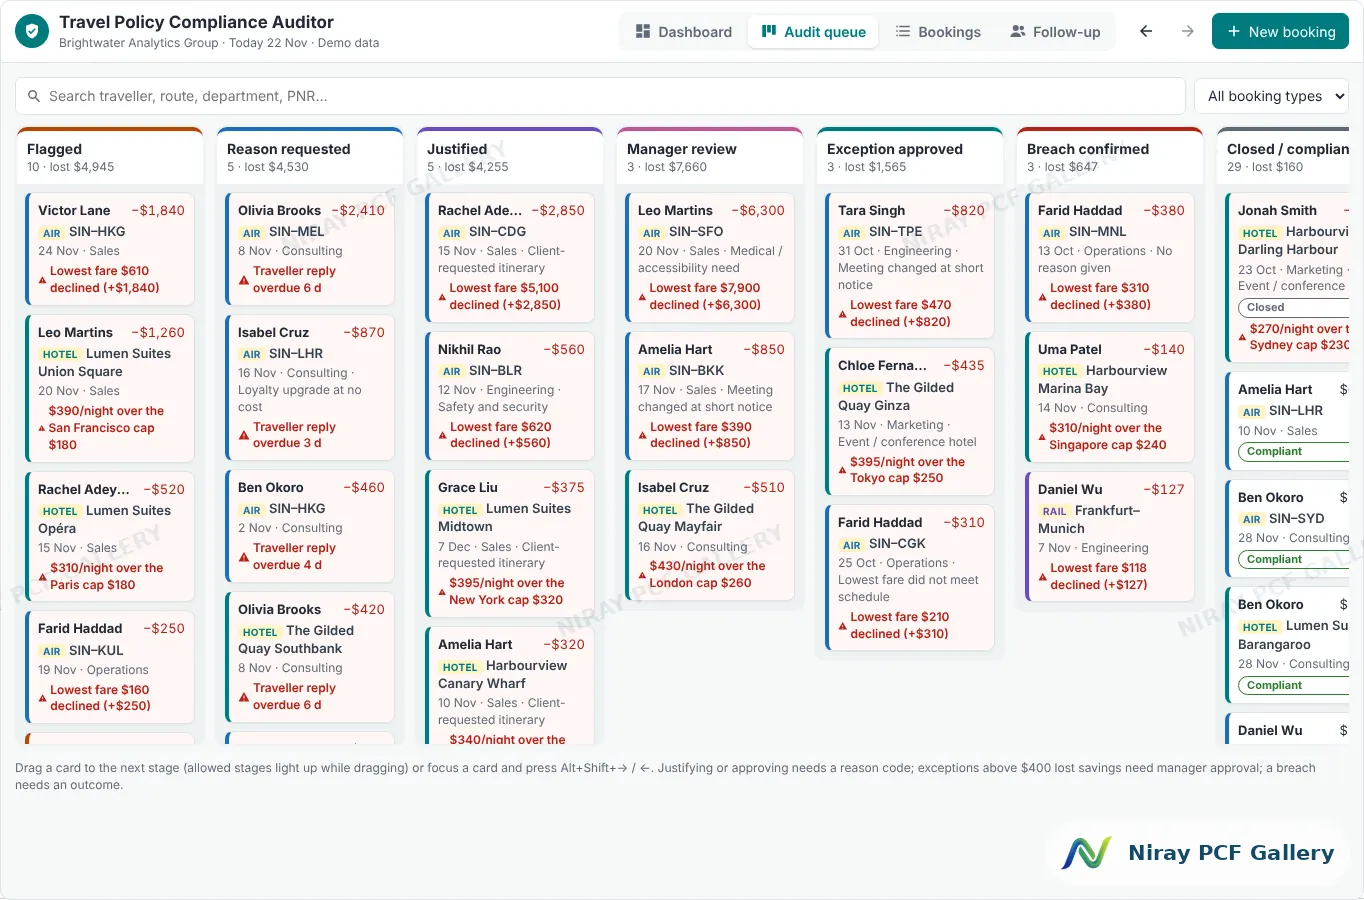 Travel Policy Compliance Auditor
Brightwater Analytics Group · Today 22 Nov · Demo data
Dashboard
Audit queue
Bookings
Follow-up
New booking
Search traveller, route, department, PNR...
All booking types
Flagged
10 · lost $4,945
Victor Lane −$1,840
AIR SIN–HKG
24 Nov · Sales
Lowest fare $610
declined (+$1,840)
Leo Martins −$1,260
HOTEL Lumen Suites
Union Square
20 Nov · Sales
$390/night over the
San Francisco cap
$180
Rachel Adey... −$520
HOTEL Lumen Suites
Opéra
15 Nov · Sales
$310/night over the
Paris cap $180
Farid Haddad −$250
AIR SIN–KUL
19 Nov · Operations
Lowest fare $160
declined (+$250)
Reason requested
5 · lost $4,530
Olivia Brooks −$2,410
AIR SIN–MEL
8 Nov · Consulting
Traveller reply
overdue 6 d
Isabel Cruz −$870
AIR SIN–LHR
16 Nov · Consulting ·
Loyalty upgrade at no
cost
Traveller reply
overdue 3 d
Ben Okoro −$460
AIR SIN–HKG
2 Nov · Consulting
Traveller reply
overdue 4 d
Olivia Brooks −$420
HOTEL The Gilded
Quay Southbank
8 Nov · Consulting
Traveller reply
overdue 6 d
Justified
5 · lost $4,255
Rachel Ade... −$2,850
AIR SIN–CDG
15 Nov · Sales · Client-
requested itinerary
Lowest fare $5,100
declined (+$2,850)
Nikhil Rao −$560
AIR SIN–BLR
12 Nov · Engineering ·
Safety and security
Lowest fare $620
declined (+$560)
Grace Liu −$375
HOTEL Lumen Suites
Midtown
7 Dec · Sales · Client-
requested itinerary
$395/night over the
New York cap $320
Amelia Hart −$320
HOTEL Harbourview
Canary Wharf
10 Nov · Sales · Client-
requested itinerary
$340/night over the
Manager review
3 · lost $7,660
Leo Martins −$6,300
AIR SIN–SFO
20 Nov · Sales · Medical /
accessibility need
Lowest fare $7,900
declined (+$6,300)
Amelia Hart −$850
AIR SIN–BKK
17 Nov · Sales · Meeting
changed at short notice
Lowest fare $390
declined (+$850)
Isabel Cruz −$510
HOTEL The Gilded
Quay Mayfair
16 Nov · Consulting
$430/night over the
London cap $260
Exception approved
3 · lost $1,565
Tara Singh −$820
AIR SIN–TPE
31 Oct · Engineering ·
Meeting changed at short
notice
Lowest fare $470
declined (+$820)
Chloe Ferna... −$435
HOTEL The Gilded
Quay Ginza
13 Nov · Marketing ·
Event / conference hotel
$395/night over the
Tokyo cap $250
Farid Haddad −$310
AIR SIN–CGK
25 Oct · Operations ·
Lowest fare did not meet
schedule
Lowest fare $210
declined (+$310)
Breach confirmed
3 · lost $647
Farid Haddad −$380
AIR SIN–MNL
13 Oct · Operations · No
reason given
Lowest fare $310
declined (+$380)
Uma Patel −$140
HOTEL Harbourview
Marina Bay
14 Nov · Consulting
$310/night over the
Singapore cap $240
Daniel Wu −$127
RAIL Frankfurt–
Munich
7 Nov · Engineering
Lowest fare $118
declined (+$127)
Closed / complian
29 · lost $160
Jonah Smith −
HOTEL Harbourvi
Darling Harbour
23 Oct · Marketing ·
Event / conference
Closed
$270/night over t
Sydney cap $230
Amelia Hart $
AIR SIN–LHR
10 Nov · Sales
Compliant
Ben Okoro $
AIR SIN–SYD
28 Nov · Consulting
Compliant
Ben Okoro $
HOTEL Lumen Su
Barangaroo
28 Nov · Consulting
Compliant
Daniel Wu $
Drag a card to the next stage (allowed stages light up while dragging) or focus a card and press Alt+Shift+→ / ←. Justifying or approving needs a reason code; exceptions above $400 lost savings need manager approval; a breach
needs an outcome.
NIRAY PCF GALLERY
Niray PCF Gallery